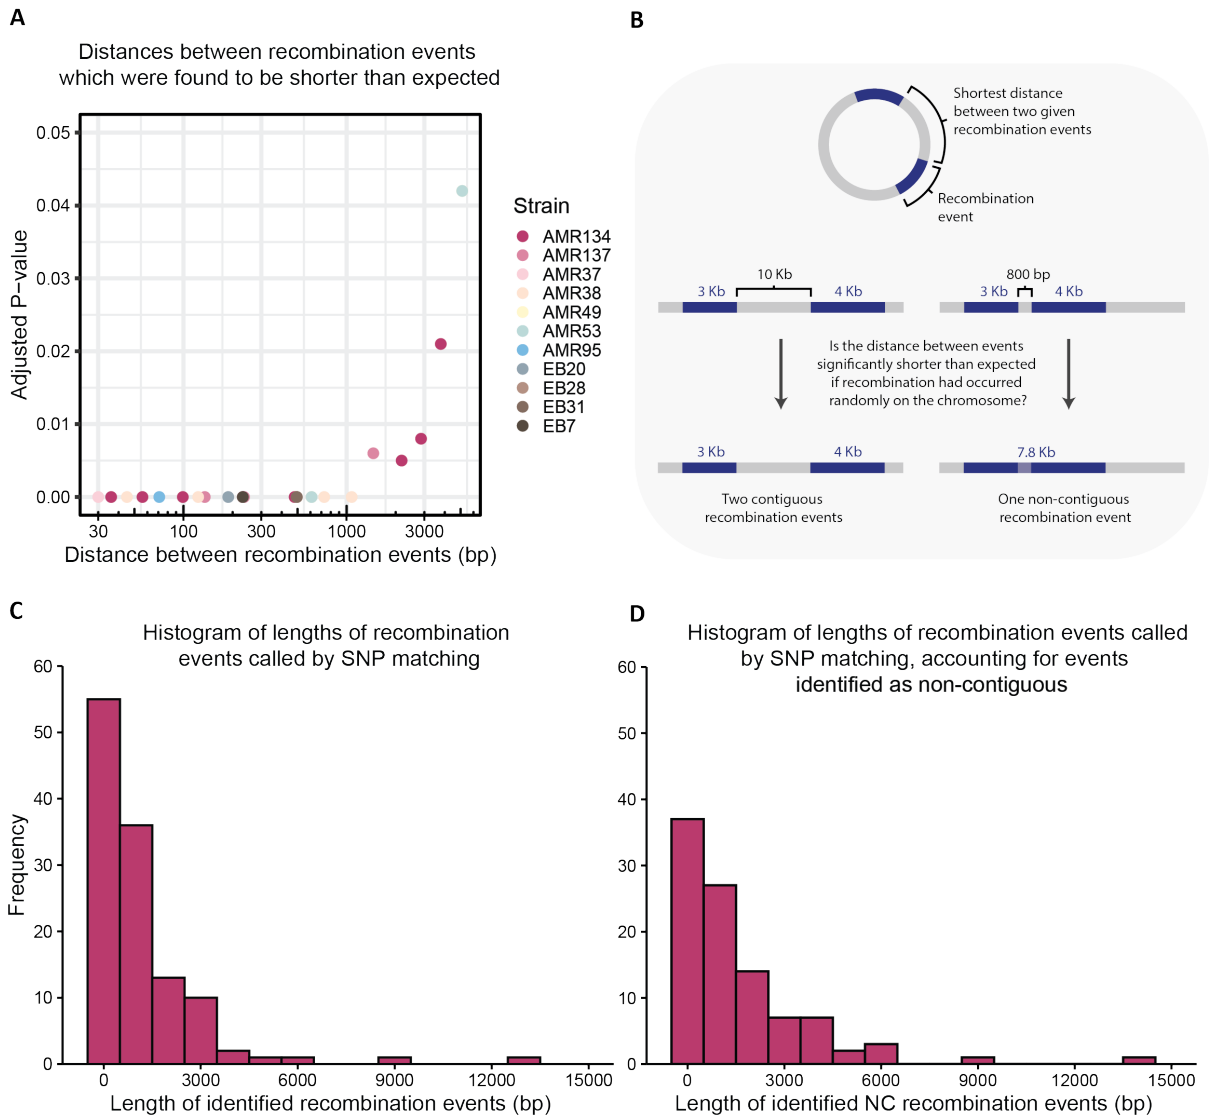 A
Distances between recombination events
which were found to be shorter than expected
Adjusted P−value
0.05
0.04
0.03
0.02
0.01
0.00
30
100
300
1000
3000
Distance between recombination events (bp)
Strain
AMR134
AMR137
AMR37
AMR38
AMR49
AMR53
AMR95
EB20
EB28
EB31
EB7
B
Shortest distance
between two given
recombination events
Recombination
event
10 Kb
3 Kb
4 Kb
800 bp
3 Kb
4 Kb
Is the distance between events
significantly shorter than expected
if recombination had occurred
randomly on the chromosome?
3 Kb
4 Kb
7.8 Kb
Two contiguous
recombination events
One non-contiguous
recombination event
C
Histogram of lengths of recombination
events called by SNP matching
Frequency
60
50
40
30
20
10
0
0
3000
6000
9000
12000
15000
Length of identified recombination events (bp)
D
Histogram of lengths of recombination events called
by SNP matching, accounting for events
identified as non-contiguous
60
50
40
30
20
10
0
0
3000
6000
9000
12000
15000
Length of identified NC recombination events (bp)